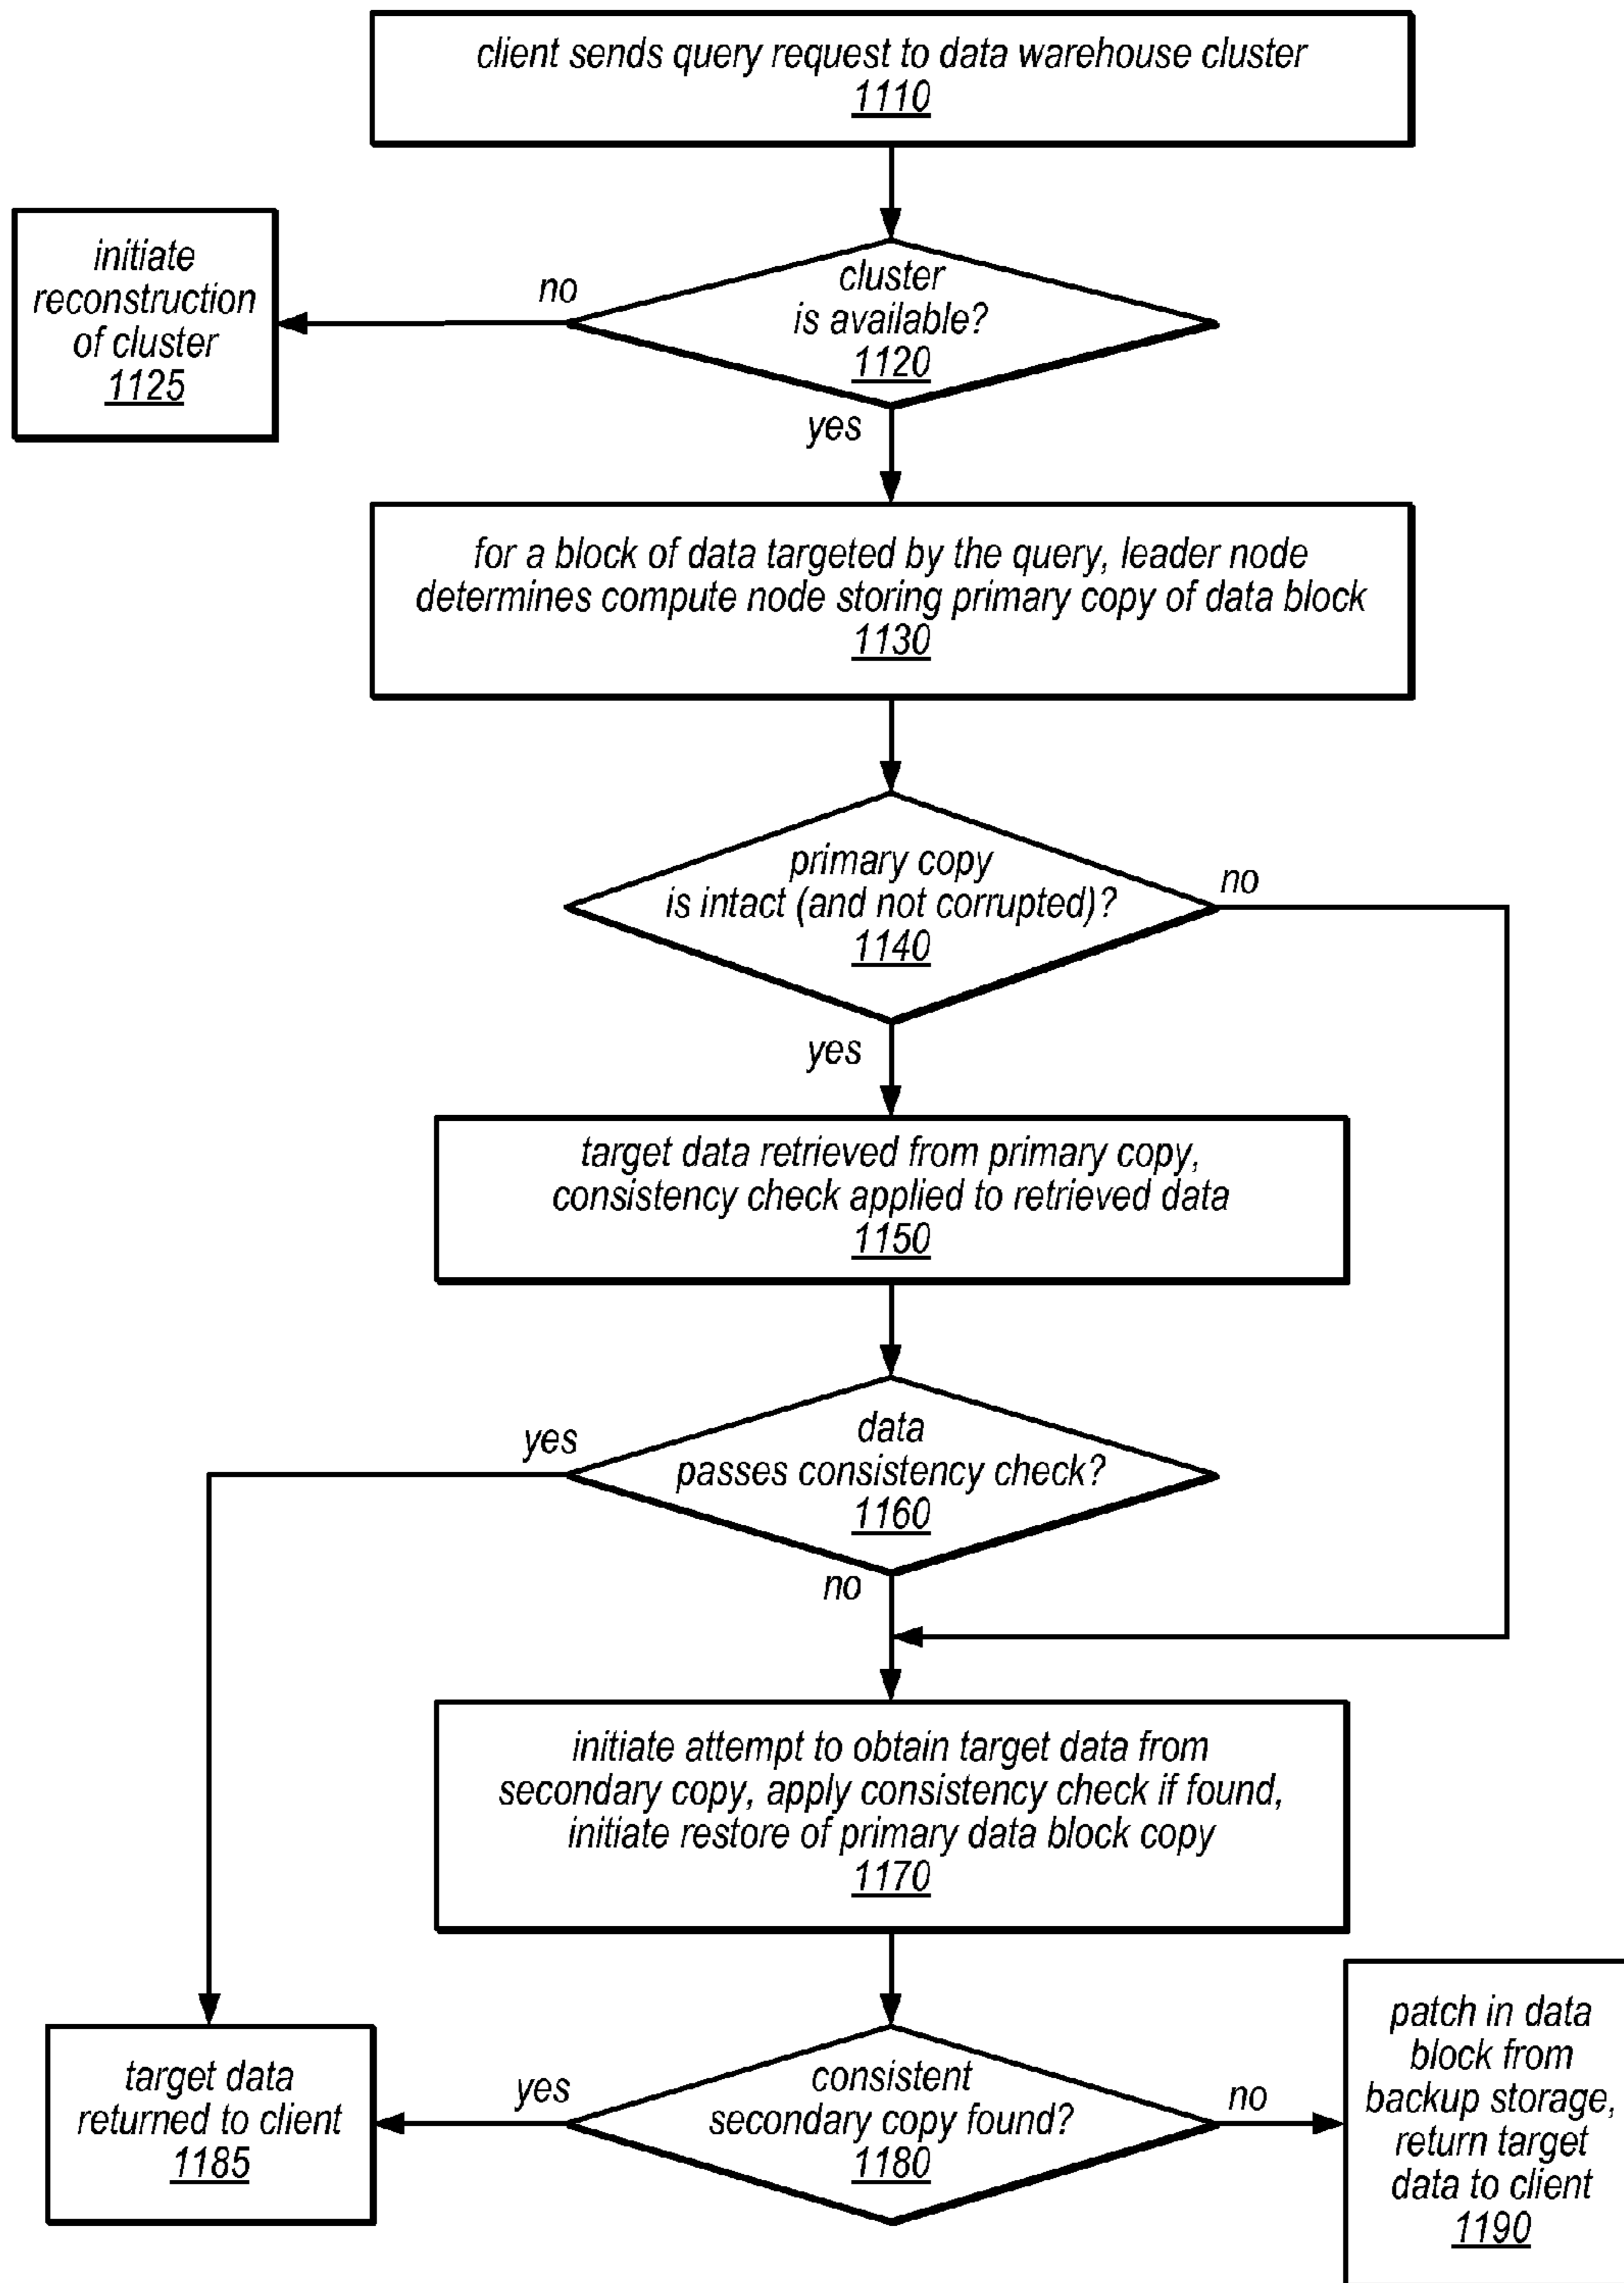 client sends query request to data warehouse cluster
1110
initiate
reconstruction
of cluster
1125
no
cluster
is available?
1120
yes
for a block of data targeted by the query, leader node
determines compute node storing primary copy of data block
1130
primary copy
is intact (and not corrupted)?
1140
no
yes
target data retrieved from primary copy,
consistency check applied to retrieved data
1150
yes
data
passes consistency check?
1160
no
initiate attempt to obtain target data from
secondary copy, apply consistency check if found,
initiate restore of primary data block copy
1170
target data
returned to client
1185
yes
consistent
secondary copy found?
1180
no
patch in data
block from
backup storage,
return target
data to client
1190